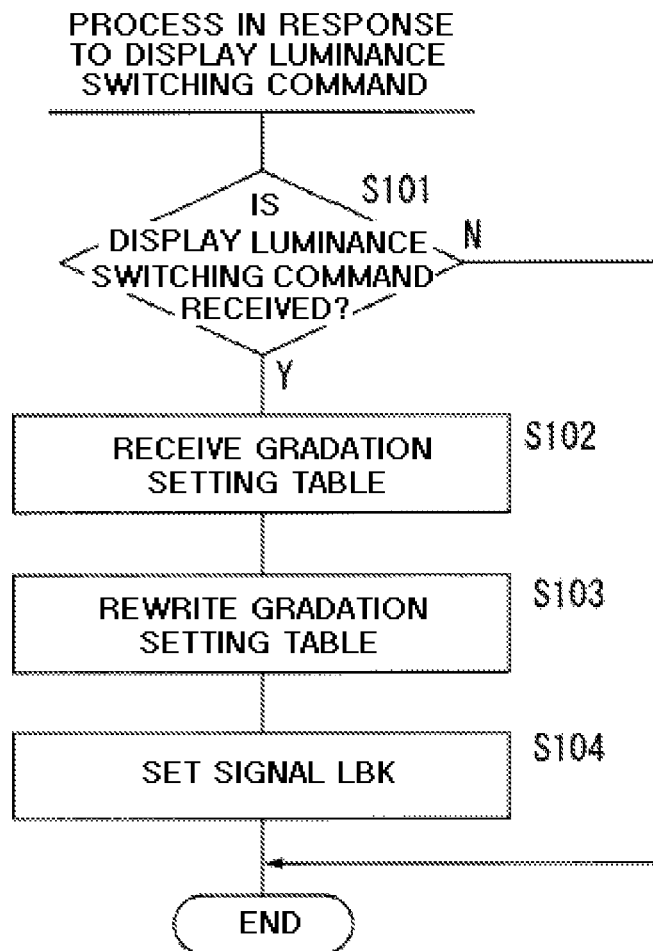 PROCESS IN RESPONSE
TO DISPLAY LUMINANCE
SWITCHING COMMAND
S101
IS
DISPLAY LUMINANCE
SWITCHING COMMAND
RECEIVED?
N
Y
S102
RECEIVE GRADATION
SETTING TABLE
S103
REWRITE GRADATION
SETTING TABLE
S104
SET SIGNAL LBK
END